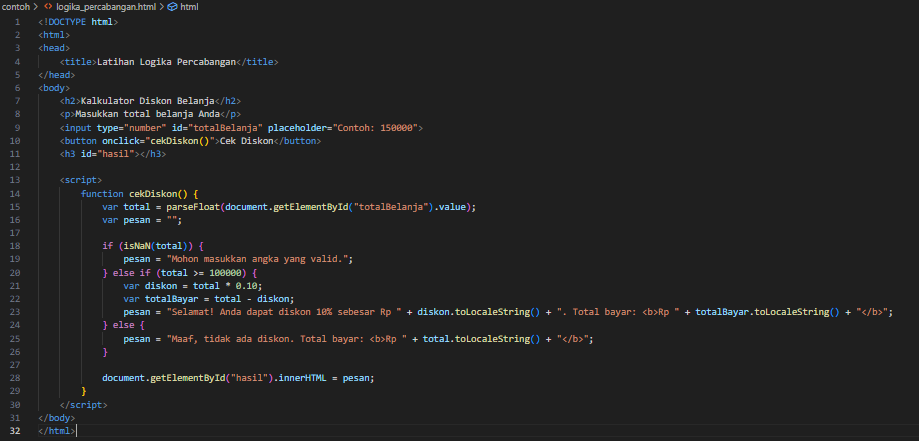 contoh > <> logika_percabangan.html > html
1 <!DOCTYPE html>
2 <html>
3 <head>
4 <title>Latihan Logika Percabangan</title>
5 </head>
6 <body>
7 <h2>Kalkulator Diskon Belanja</h2>
8 <p>Masukkan total belanja Anda</p>
9 <input type="number" id="totalBelanja" placeholder="Contoh: 150000">
10 <button onclick="cekDiskon()">Cek Diskon</button>
11 <h3 id="hasil"></h3>
12
13 <script>
14 function cekDiskon() {
15 var total = parseFloat(document.getElementById("totalBelanja").value);
16 var pesan = "";
17
18 if (isNaN(total)) {
19 pesan = "Mohon masukkan angka yang valid.";
20 } else if (total >= 100000) {
21 var diskon = total * 0.10;
22 var totalBayar = total - diskon;
23 pesan = "Selamat! Anda dapat diskon 10% sebesar Rp " + diskon.toLocaleString() + ". Total bayar: <b>Rp " + totalBayar.toLocaleString() + "</b>";
24 } else {
25 pesan = "Maaf, tidak ada diskon. Total bayar: <b>Rp " + total.toLocaleString() + "</b>";
26 }
27
28 document.getElementById("hasil").innerHTML = pesan;
29 }
30 </script>
31 </body>
32 </html>